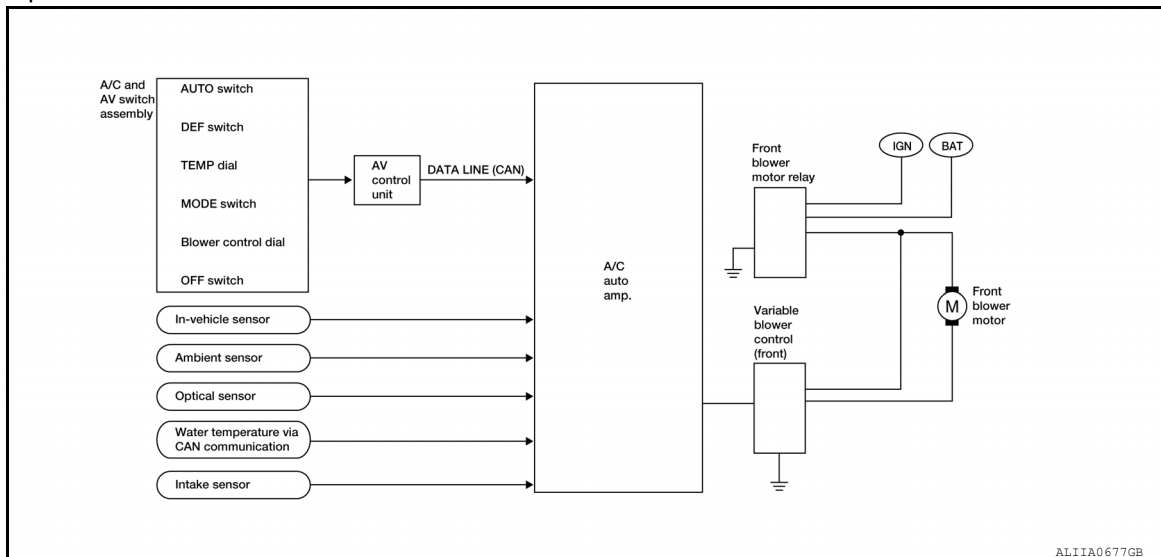 A/C and
AV switch
assembly
AUTO switch
DEF switch
TEMP dial
MODE switch
Blower control dial
OFF switch
AV
control
unit
DATA LINE (CAN)
In-vehicle sensor
Ambient sensor
Optical sensor
Water temperature via
CAN communication
Intake sensor
A/C
auto
amp.
Front
blower
motor relay
IGN
BAT
Variable
blower
control
(front)
M
Front
blower
motor
ALIIA0677GB